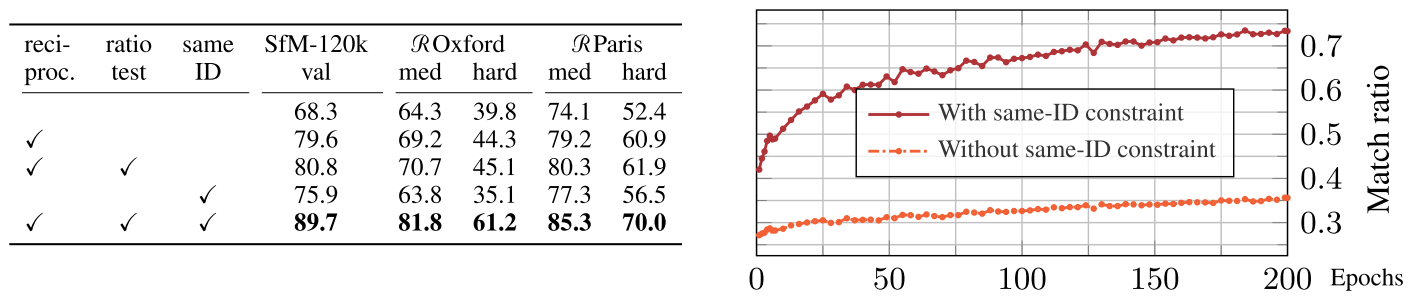 reci- ratio same SfM-120k ℛOxford ℛParis
proc. test ID val med hard med hard
68.3 64.3 39.8 74.1 52.4
✓ 79.6 69.2 44.3 79.2 60.9
✓ ✓ 80.8 70.7 45.1 80.3 61.9
✓ 75.9 63.8 35.1 77.3 56.5
✓ ✓ ✓ 89.7 81.8 61.2 85.3 70.0
0.7
0.6
0.5
0.4
0.3
Match ratio
With same-ID constraint
Without same-ID constraint
0 50 100 150 200 Epochs